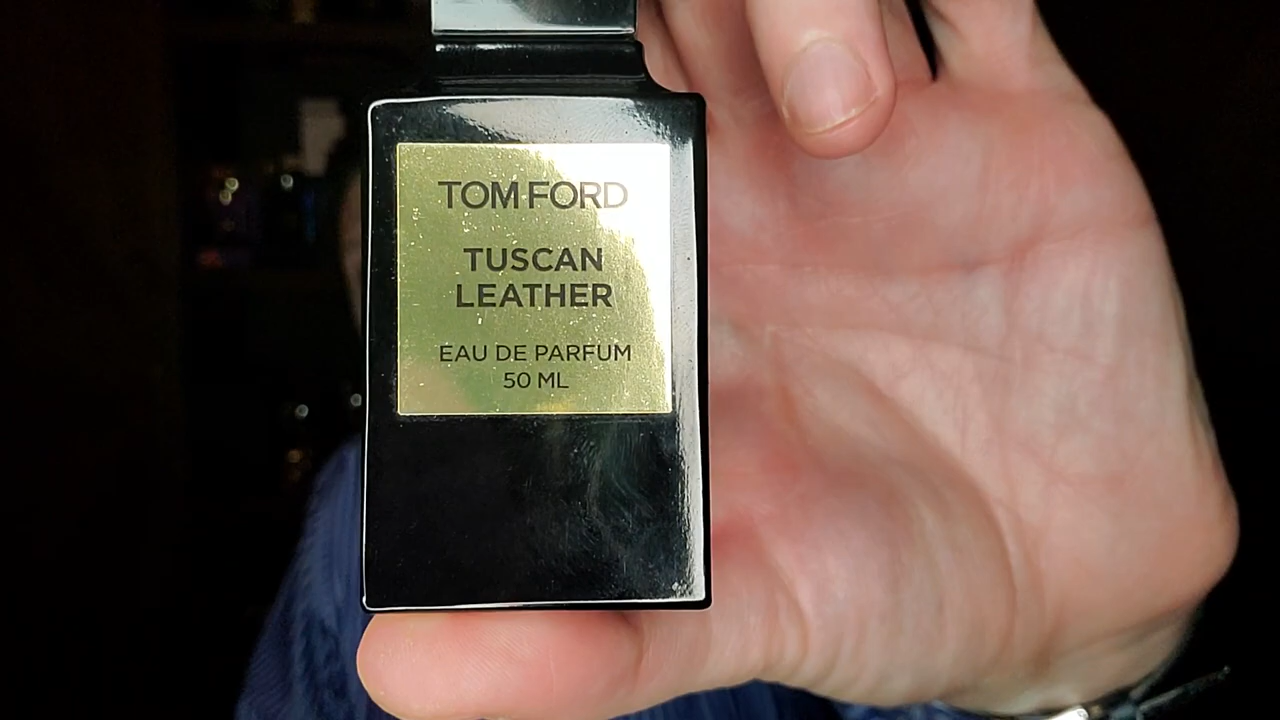 TOM FORD
TUSCAN
LEATHER
EAU DE PARFUM
50 ML